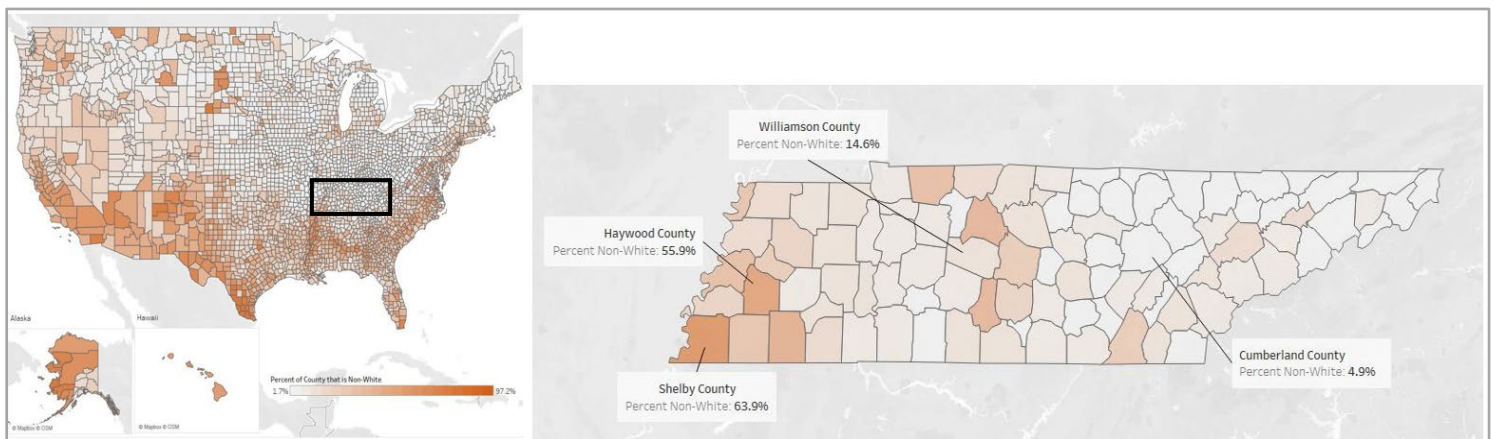 Alaska
Hawaii
Percent of County that is Non-White
1.7%
97.2%
© Mapbox © OSM
© Mapbox © OSM
Williamson County
Percent Non-White: 14.6%
Haywood County
Percent Non-White: 55.9%
Shelby County
Percent Non-White: 63.9%
Cumberland County
Percent Non-White: 4.9%